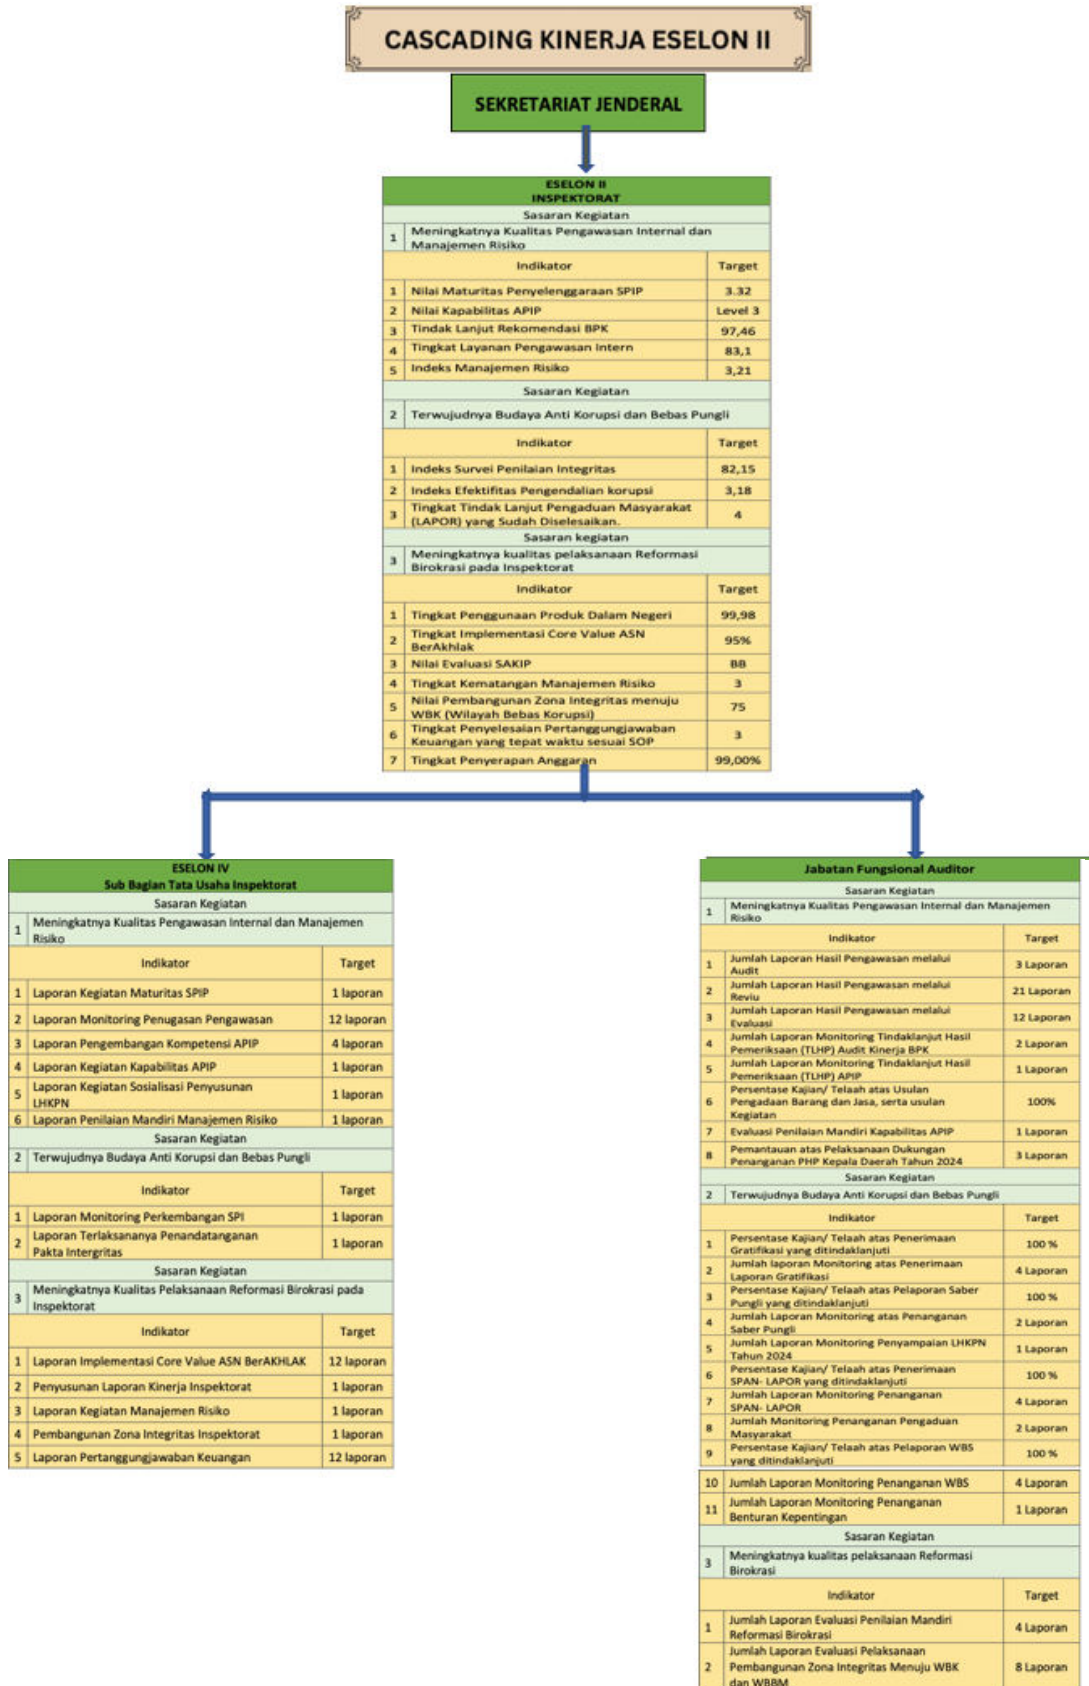 CASCADING KINERJA ESELON II
SEKRETARIAT JENDERAL
ESELON II
INSPEKTORAT
Sasaran Kegiatan
1 Meningkatnya Kualitas Pengawasan Internal dan
Manajemen Risiko
Indikator Target
1 Nilai Maturitas Penyelenggaraan SPIP 3.32
2 Nilai Kapabilitas APIP Level 3
3 Tindak Lanjut Rekomendasi BPK 97,46
4 Tingkat Layanan Pengawasan Intern 83,1
5 Indeks Manajemen Risiko 3,21
Sasaran Kegiatan
2 Terwujudnya Budaya Anti Korupsi dan Bebas Pungli
Indikator Target
1 Indeks Survei Penilaian Integritas 82,15
2 Indeks Efektifitas Pengendalian korupsi 3,18
3 Tingkat Tindak Lanjut Pengaduan Masyarakat
(LAPOR) yang Sudah Diselesaikan. 4
Sasaran kegiatan
3 Meningkatnya kualitas pelaksanaan Reformasi
Birokrasi pada Inspektorat
Indikator Target
1 Tingkat Penggunaan Produk Dalam Negeri 99,98
2 Tingkat Implementasi Core Value ASN
BerAkhlak 95%
3 Nilai Evaluasi SAKIP BB
4 Tingkat Kematangan Manajemen Risiko 3
5 Nilai Pembangunan Zona Integritas menuju
WBK (Wilayah Bebas Korupsi) 75
6 Tingkat Penyelesaian Pertanggungjawaban
Keuangan yang tepat waktu sesuai SOP 3
7 Tingkat Penyerapan Anggaran 99,00%
ESELON IV
Sub Bagian Tata Usaha Inspektorat
Sasaran Kegiatan
1 Meningkatnya Kualitas Pengawasan Internal dan Manajemen
Risiko
Indikator Target
1 Laporan Kegiatan Maturitas SPIP 1 laporan
2 Laporan Monitoring Penugasan Pengawasan 12 laporan
3 Laporan Pengembangan Kompetensi APIP 4 laporan
4 Laporan Kegiatan Kapabilitas APIP 1 laporan
5 Laporan Kegiatan Sosialisasi Penyusunan
LHKPN 1 laporan
6 Laporan Penilaian Mandiri Manajemen Risiko 1 laporan
Sasaran Kegiatan
2 Terwujudnya Budaya Anti Korupsi dan Bebas Pungli
Indikator Target
1 Laporan Monitoring Perkembangan SPI 1 laporan
2 Laporan Terlaksananya Penandatanganan
Pakta Intergritas 1 laporan
Sasaran Kegiatan
3 Meningkatnya Kualitas Pelaksanaan Reformasi Birokrasi pada
Inspektorat
Indikator Target
1 Laporan Implementasi Core Value ASN BerAKHLAK 12 laporan
2 Penyusunan Laporan Kinerja Inspektorat 1 laporan
3 Laporan Kegiatan Manajemen Risiko 1 laporan
4 Pembangunan Zona Integritas Inspektorat 1 laporan
5 Laporan Pertanggungjawaban Keuangan 12 laporan
Jabatan Fungsional Auditor
Sasaran Kegiatan
1 Meningkatnya Kualitas Pengawasan Internal dan Manajemen
Risiko
Indikator Target
1 Jumlah Laporan Hasil Pengawasan melalui
Audit 3 Laporan
2 Jumlah Laporan Hasil Pengawasan melalui
Reviu 21 Laporan
3 Jumlah Laporan Hasil Pengawasan melalui
Evaluasi 12 Laporan
4 Jumlah Laporan Monitoring Tindaklanjut Hasil
Pemeriksaan (TLHP) Audit Kinerja BPK 2 Laporan
5 Jumlah Laporan Monitoring Tindaklanjut Hasil
Pemeriksaan (TLHP) APIP 1 Laporan
6 Persentase Kajian/ Telaah atas Usulan
Pengadaan Barang dan Jasa, serta usulan
Kegiatan 100%
7 Evaluasi Penilaian Mandiri Kapabilitas APIP 1 Laporan
8 Pemantauan atas Pelaksanaan Dukungan
Penanganan PHP Kepala Daerah Tahun 2024 3 Laporan
Sasaran Kegiatan
2 Terwujudnya Budaya Anti Korupsi dan Bebas Pungli
Indikator Target
1 Persentase Kajian/ Telaah atas Penerimaan
Gratifikasi yang ditindaklanjuti 100 %
2 Jumlah laporan Monitoring atas Penerimaan
Laporan Gratifikasi 4 Laporan
3 Persentase Kajian/ Telaah atas Pelaporan Saber
Pungli yang ditindaklanjuti 100 %
4 Jumlah Laporan Monitoring atas Penanganan
Saber Pungli 2 Laporan
5 Jumlah Laporan Monitoring Penyampaian LHKPN
Tahun 2024 1 Laporan
6 Persentase Kajian/ Telaah atas Penerimaan
SPAN- LAPOR yang ditindaklanjuti 100 %
7 Jumlah Laporan Monitoring Penanganan
SPAN- LAPOR 4 Laporan
8 Jumlah Monitoring Penanganan Pengaduan
Masyarakat 2 Laporan
9 Persentase Kajian/ Telaah atas Pelaporan WBS
yang ditindaklanjuti 100 %
10 Jumlah Laporan Monitoring Penanganan WBS 4 Laporan
11 Jumlah Laporan Monitoring Penanganan
Benturan Kepentingan 1 Laporan
Sasaran Kegiatan
3 Meningkatnya kualitas pelaksanaan Reformasi
Birokrasi
Indikator Target
1 Jumlah Laporan Evaluasi Penilaian Mandiri
Reformasi Birokrasi 4 Laporan
2 Jumlah Laporan Evaluasi Pelaksanaan
Pembangunan Zona Integritas Menuju WBK
dan WBBM 8 Laporan